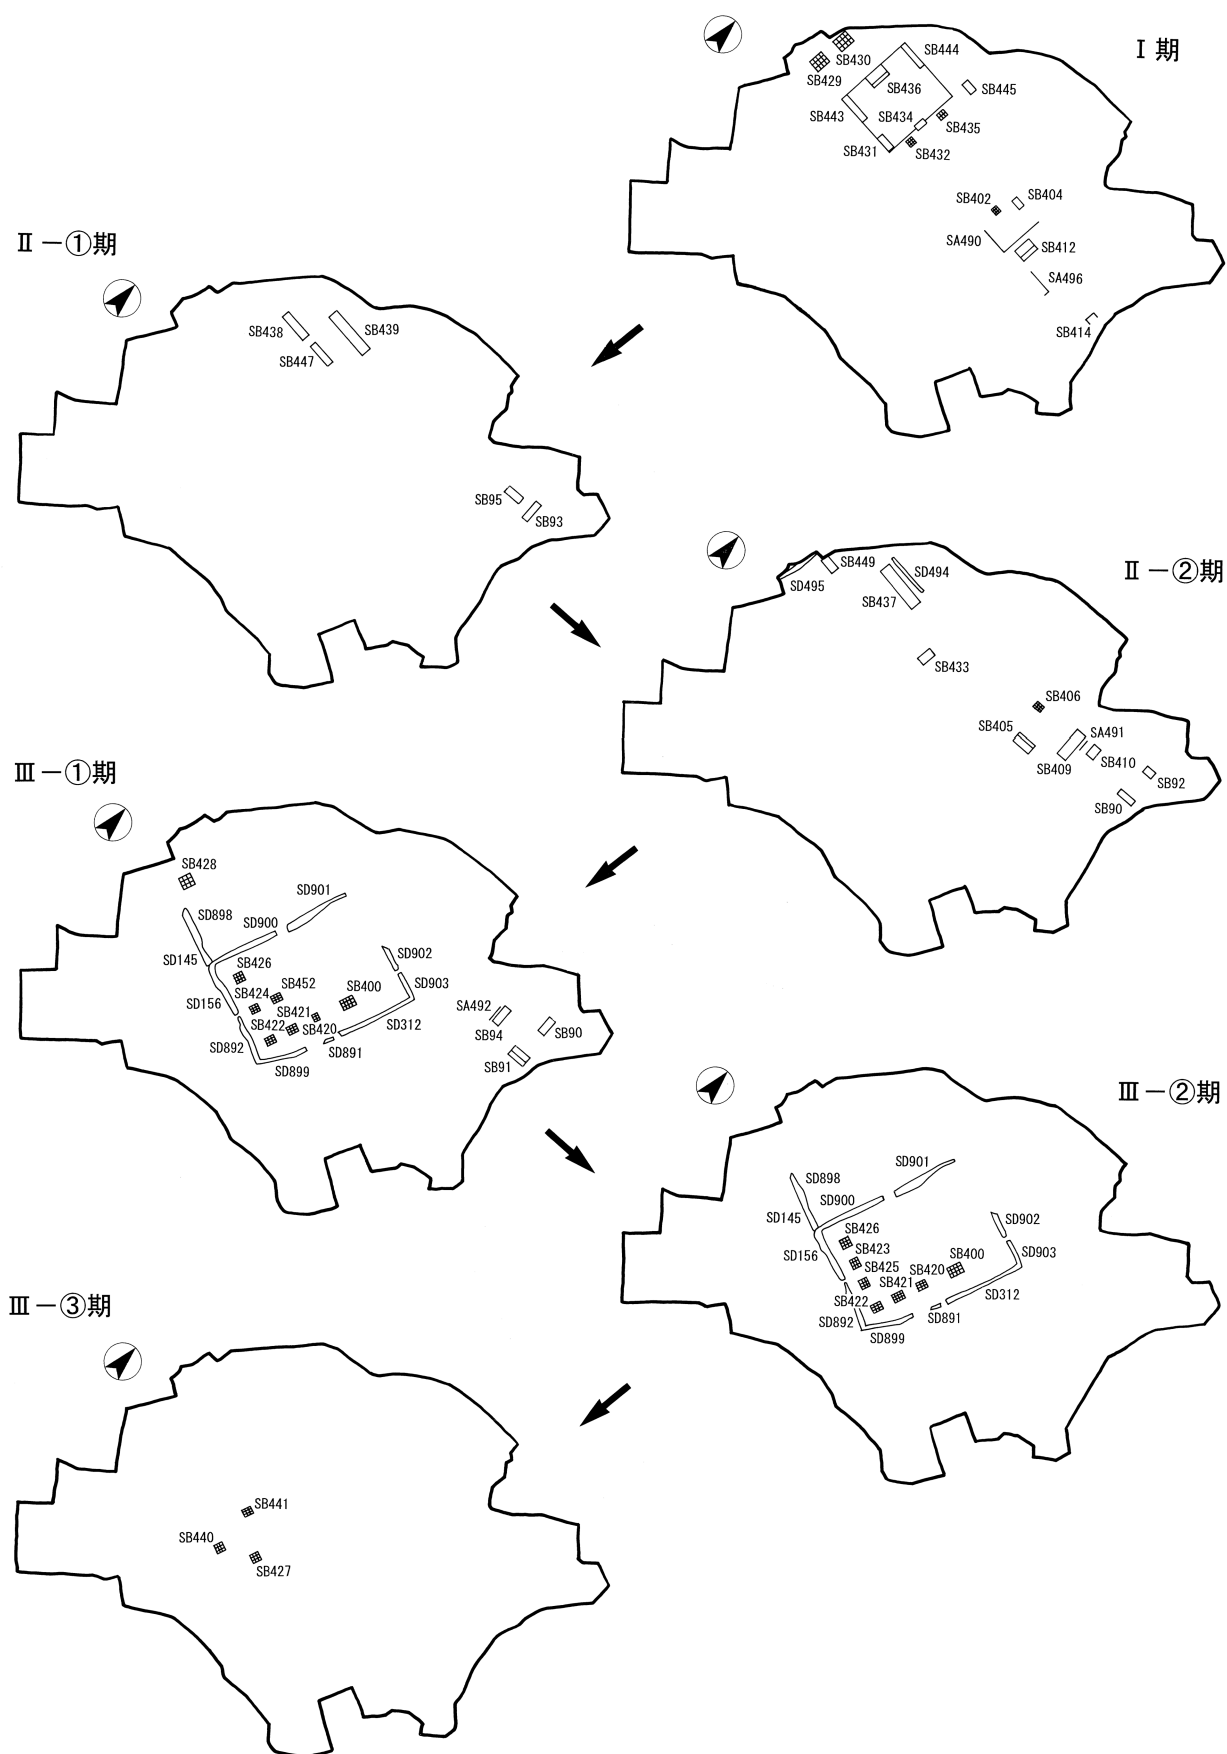 Ⅰ期
SB444
SB430
SB429
SB436
SB445
SB443
SB434
SB435
SB431
SB432
SB402
SB404
SA490
SB412
SA496
SB414
Ⅱ-①期
SB438
SB439
SB447
SB95
SB93
Ⅱ-②期
SB449
SD494
SD495
SB437
SB433
SB406
SB405
SA491
SB409
SB410
SB92
SB90
Ⅲ-①期
SB428
SD901
SD898
SD900
SD145
SB426
SD902
SB452
SB400
SD903
SD156
SB424
SB421
SA492
SB422
SB420
SD312
SB94
SB90
SD892
SD891
SB91
SD899
Ⅲ-②期
SD901
SD898
SD900
SD145
SB426
SD902
SB423
SB400
SD903
SD156
SB425
SB420
SB421
SB422
SD312
SD892
SD891
SD899
Ⅲ-③期
SB441
SB440
SB427